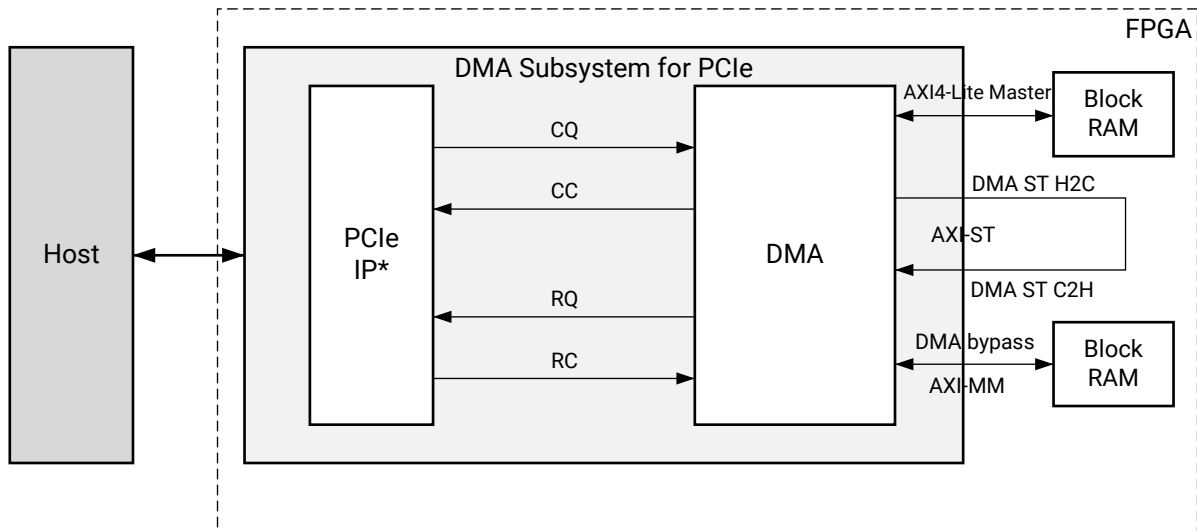 FPGA
DMA Subsystem for PCIe
AXI4-Lite Master
Block
RAM
CQ
CC
DMA ST H2C
Host
PCIe
IP*
DMA
AXI-ST
DMA ST C2H
RQ
RC
DMA bypass
AXI-MM
Block
RAM